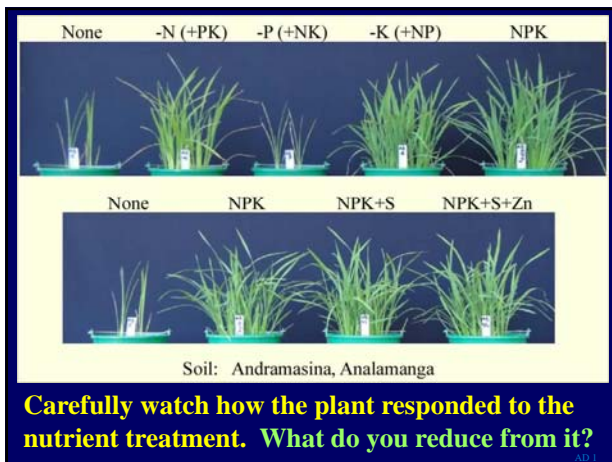 None -N (+PK) -P (+NK) -K (+NP) NPK
None NPK NPK+S NPK+S+Zn
Soil: Andramasina, Analamanga
Carefully watch how the plant responded to the
nutrient treatment. What do you reduce from it?
AD 1